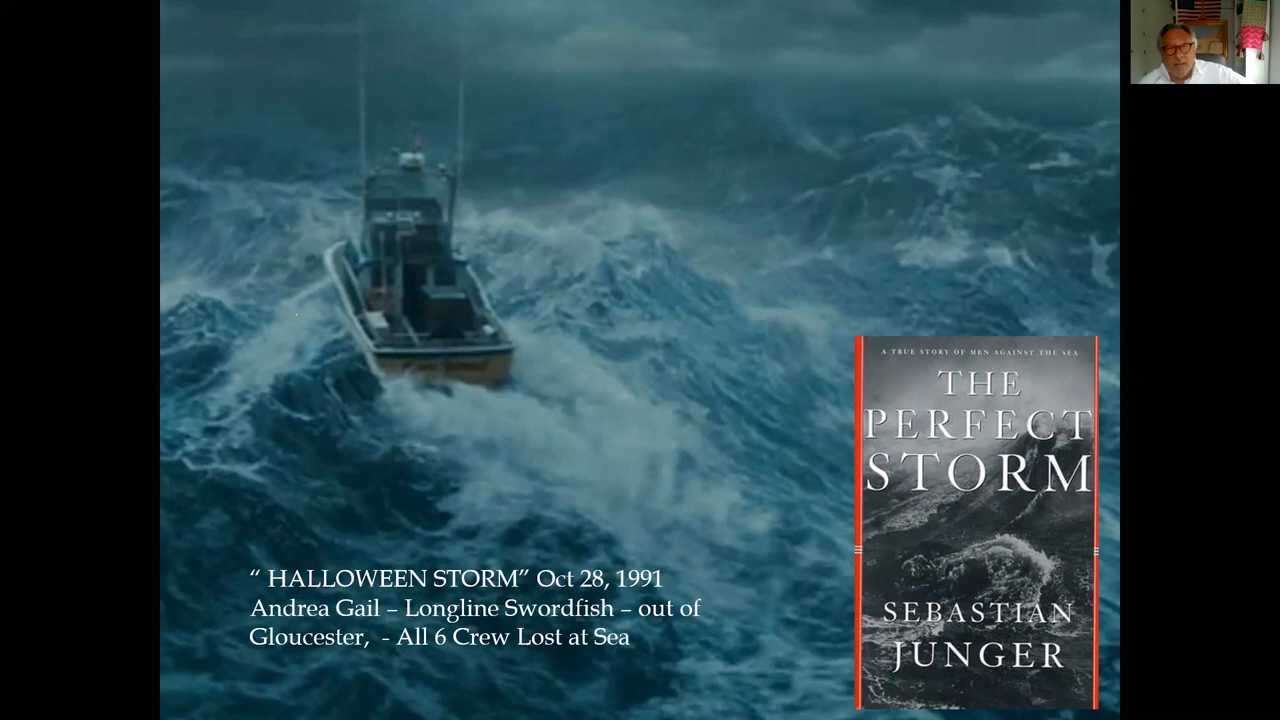 “ HALLOWEEN STORM” Oct 28, 1991
Andrea Gail – Longline Swordfish – out of
Gloucester,  - All 6 Crew Lost at Sea
A TRUE STORY OF MEN AGAINST THE SEA
THE
PERFECT
STORM
SEBASTIAN
JUNGER